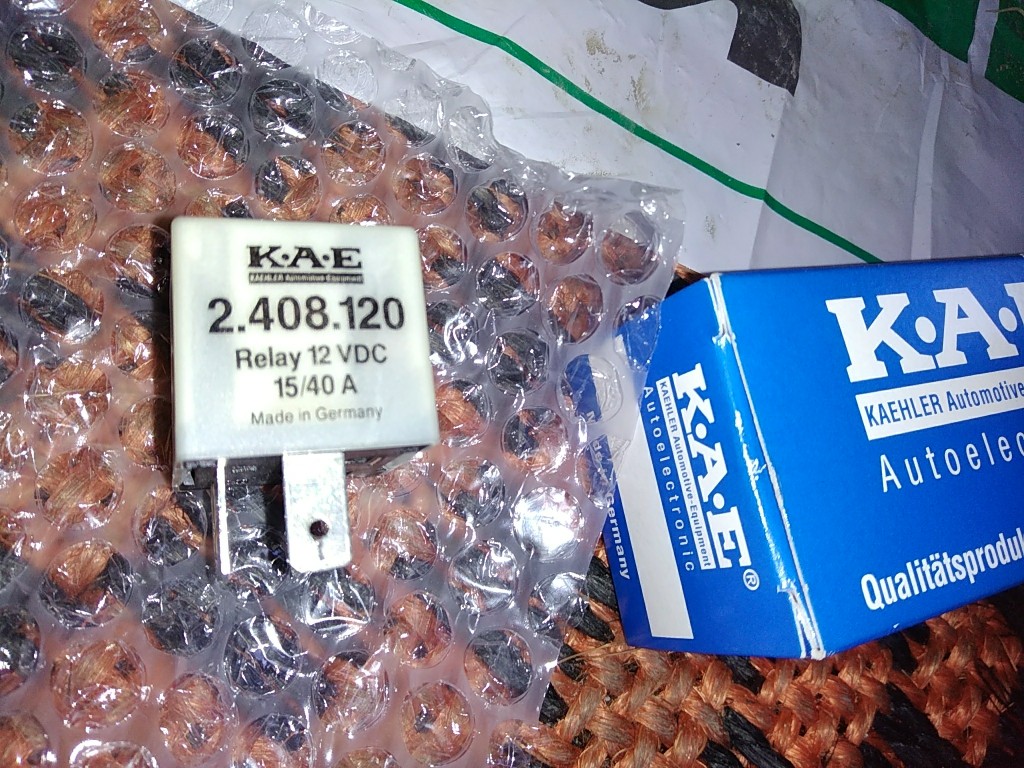 K·A·E
KAEHLER Automotive Equipment
2.408.120
Relay 12 VDC
15/40 A
Made in Germany
K·A·E®
KAEHLER Automotive-Equipment
Autoelectronic
K·A·
KAEHLER Automotive
Autoelec
Qualitätsproduk